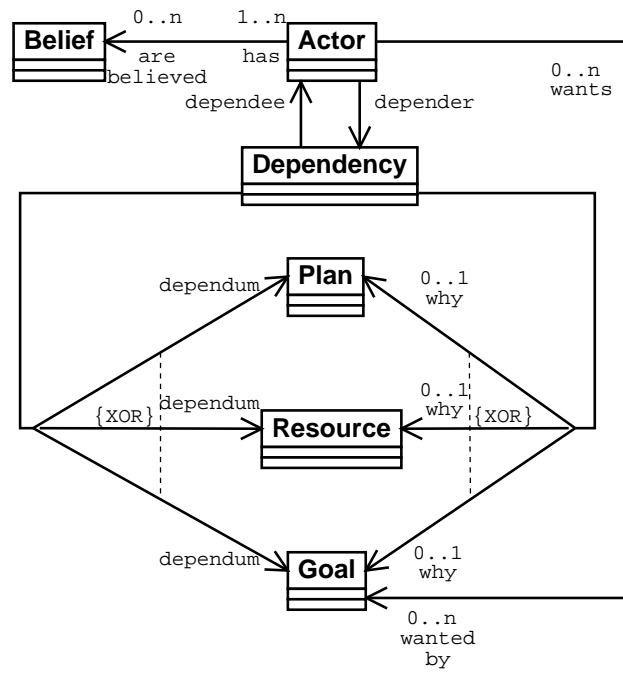 0..n
1..n
Belief
Actor
are
believed
has
0..n
wants
dependee
depender
Dependency
dependum
Plan
0..1
why
{XOR}
dependum
Resource
0..1
why
{XOR}
dependum
Goal
0..1
why
0..n
wanted
by